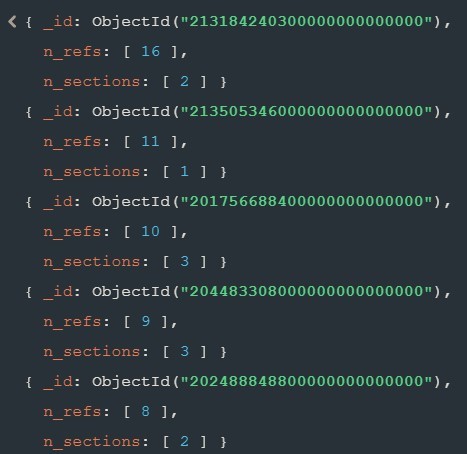 { _id: ObjectId("213184240300000000000000"),
n_refs: [ 16 ],
n_sections: [ 2 ] }
{ _id: ObjectId("213505346000000000000000"),
n_refs: [ 11 ],
n_sections: [ 1 ] }
{ _id: ObjectId("201756688400000000000000"),
n_refs: [ 10 ],
n_sections: [ 3 ] }
{ _id: ObjectId("204483308000000000000000"),
n_refs: [ 9 ],
n_sections: [ 3 ] }
{ _id: ObjectId("202488848800000000000000"),
n_refs: [ 8 ],
n_sections: [ 2 ] }